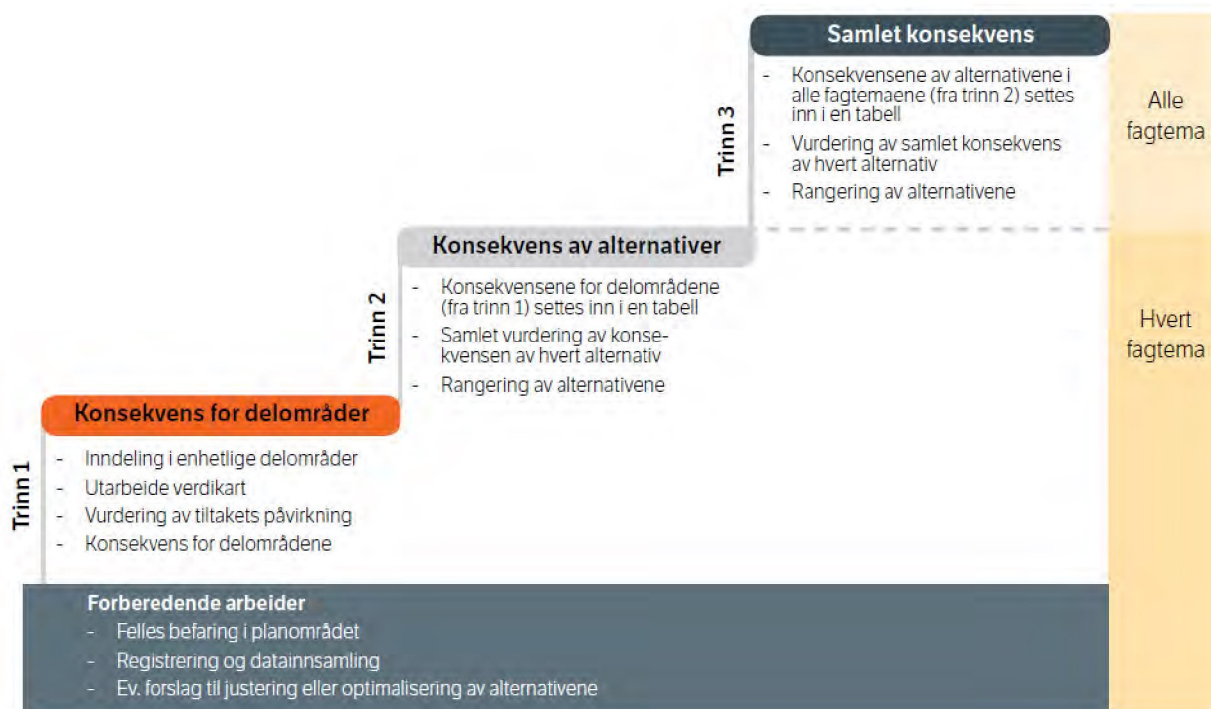 Samlet konsekvens
- Konsekvensene av alternativene i
alle fagtemaene (fra trinn 2) settes
inn i en tabell
- Vurdering av samlet konsekvens
av hvert alternativ
- Rangering av alternativene
Trinn 3
Alle
fagtema
Konsekvens av alternativer
- Konsekvensene for delområdene
(fra trinn 1) settes inn i en tabell
- Samlet vurdering av konse-
kvensen av hvert alternativ
- Rangering av alternativene
Trinn 2
Hvert
fagtema
Konsekvens for delområder
- Inndeling i enhetlige delområder
- Utarbeide verdikart
- Vurdering av tiltakets påvirkning
- Konsekvens for delområdene
Trinn 1
Forberedende arbeider
- Felles befaring i planområdet
- Registrering og datainnsamling
- Ev. forslag til justering eller optimalisering av alternativene